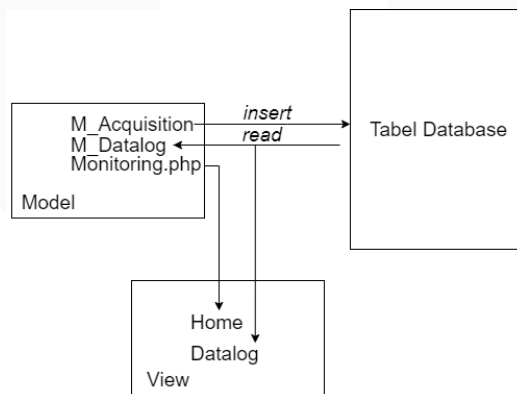 insert
M_Acquisition
read
M_Datalog
Monitoring.php
Model
Tabel Database
Home
Datalog
View